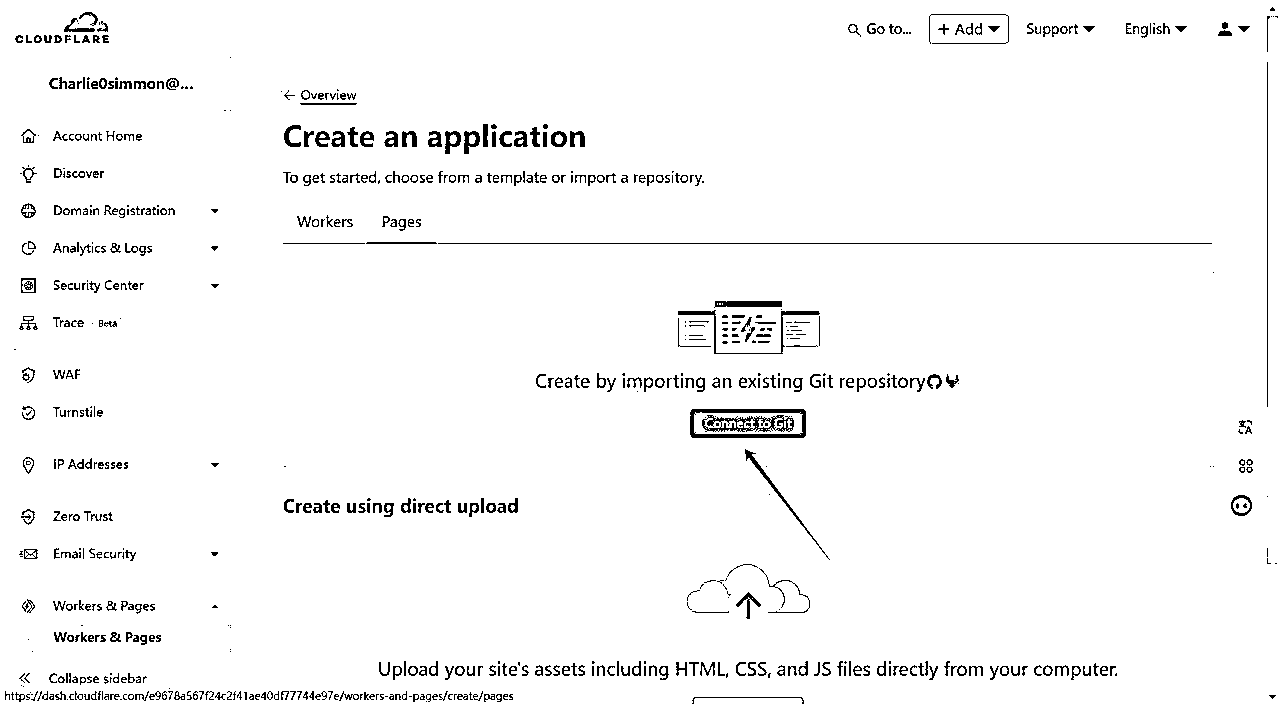 CLOUDFLARE
Go to...
+ Add
Support
English
Charlie0simmon@...
Account Home
Discover
Domain Registration
Analytics & Logs
Security Center
Trace Beta
WAF
Turnstile
IP Addresses
Zero Trust
Email Security
Workers & Pages
Workers & Pages
Collapse sidebar
← Overview
Create an application
To get started, choose from a template or import a repository.
Workers Pages
Create by importing an existing Git repository
Connect to Git
Create using direct upload
Upload your site's assets including HTML, CSS, and JS files directly from your computer.
https://dash.cloudflare.com/e9678a567f24c2f41ae40df77744e97e/workers-and-pages/create/pages